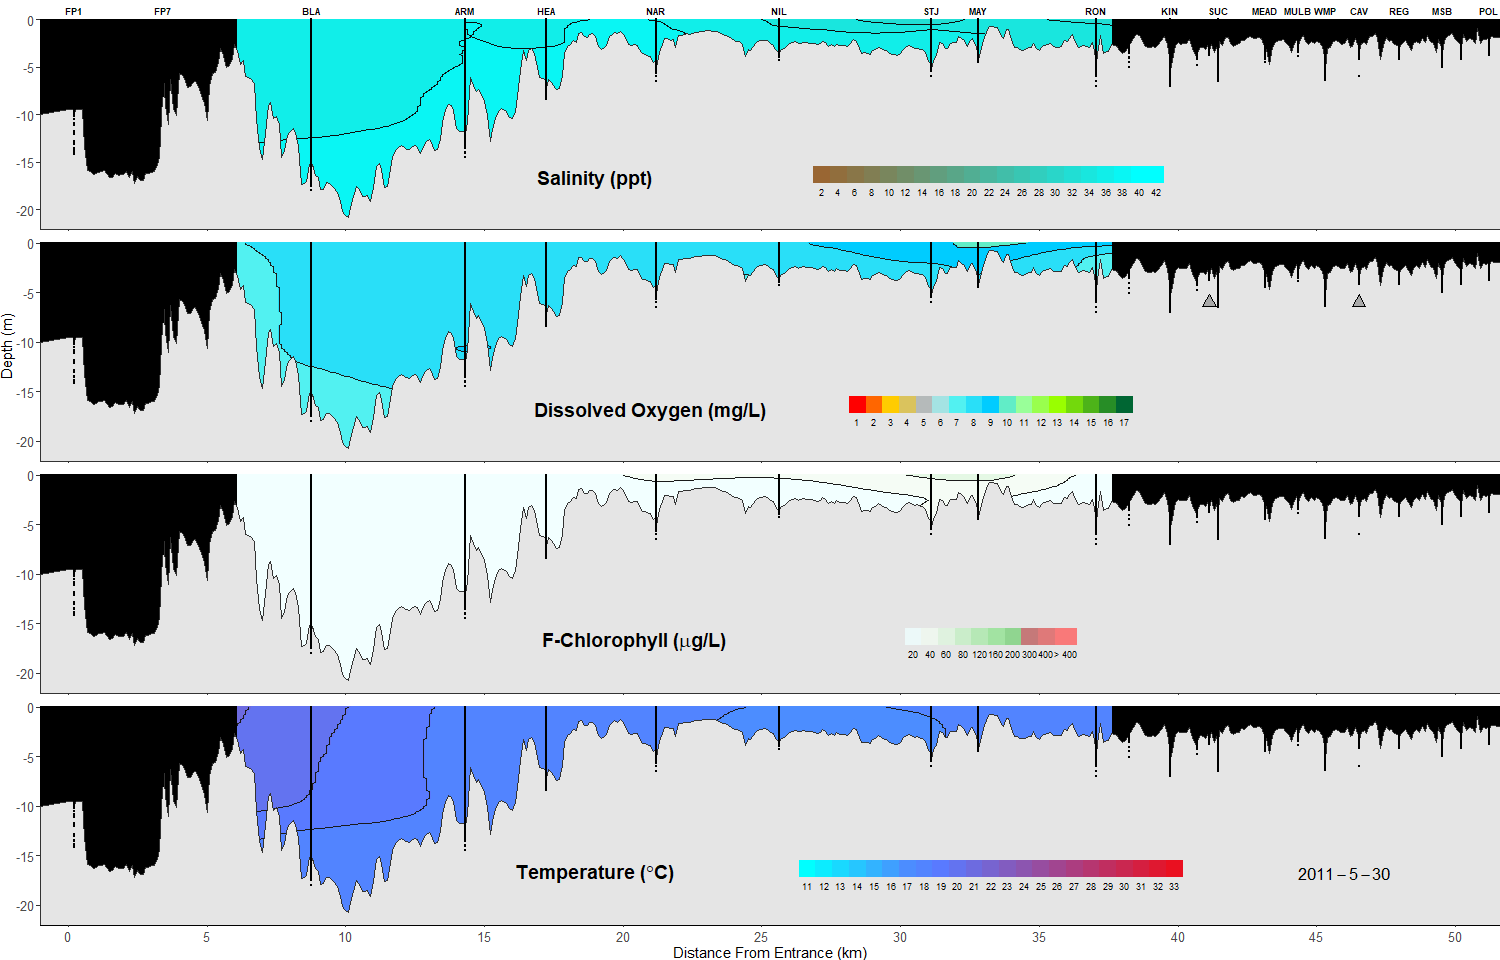 FP1 FP7 BLA ARM HEA NAR NIL STJ MAY RON KIN SUC MEAD MULB WMP CAV REG MSB POL
0
-5
-10
-15
-20
Salinity (ppt)
2 4 6 8 10 12 14 16 18 20 22 24 26 28 30 32 34 36 38 40 42
0
-5
-10
-15
-20
Dissolved Oxygen (mg/L)
1 2 3 4 5 6 7 8 9 10 11 12 13 14 15 16 17
Depth (m)
0
-5
-10
-15
-20
F-Chlorophyll (μg/L)
20 40 60 80 120 160 200 300 400 > 400
0
-5
-10
-15
-20
Temperature (°C)
11 12 13 14 15 16 17 18 19 20 21 22 23 24 25 26 27 28 29 30 31 32 33
2011-5-30
0 5 10 15 20 25 30 35 40 45 50
Distance From Entrance (km)